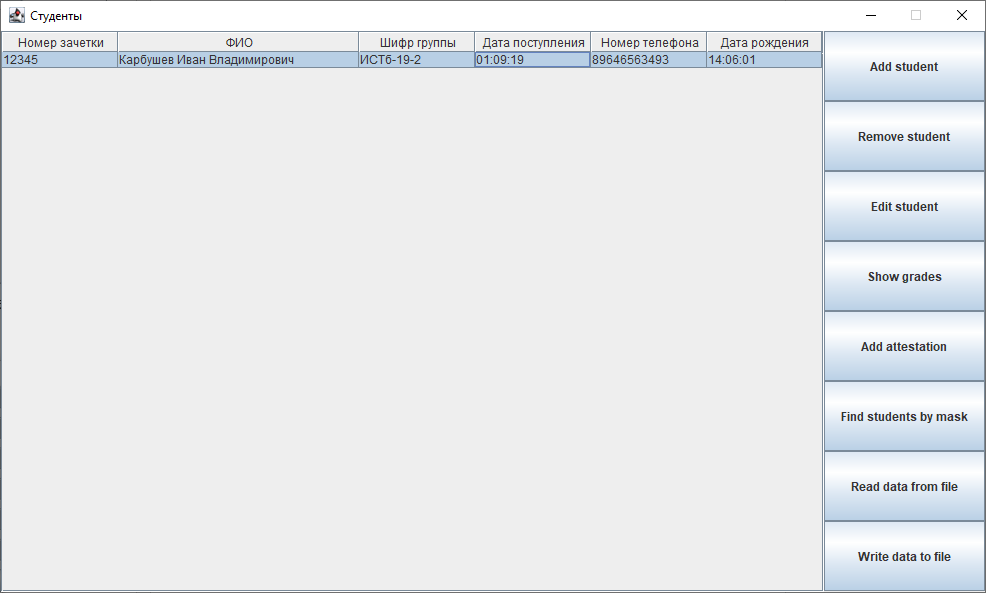 Студенты
Номер зачетки ФИО Шифр группы Дата поступления Номер телефона Дата рождения
12345 Карбушев Иван Владимирович ИСТб-19-2 01:09:19 89646563493 14:06:01
Add student
Remove student
Edit student
Show grades
Add attestation
Find students by mask
Read data from file
Write data to file